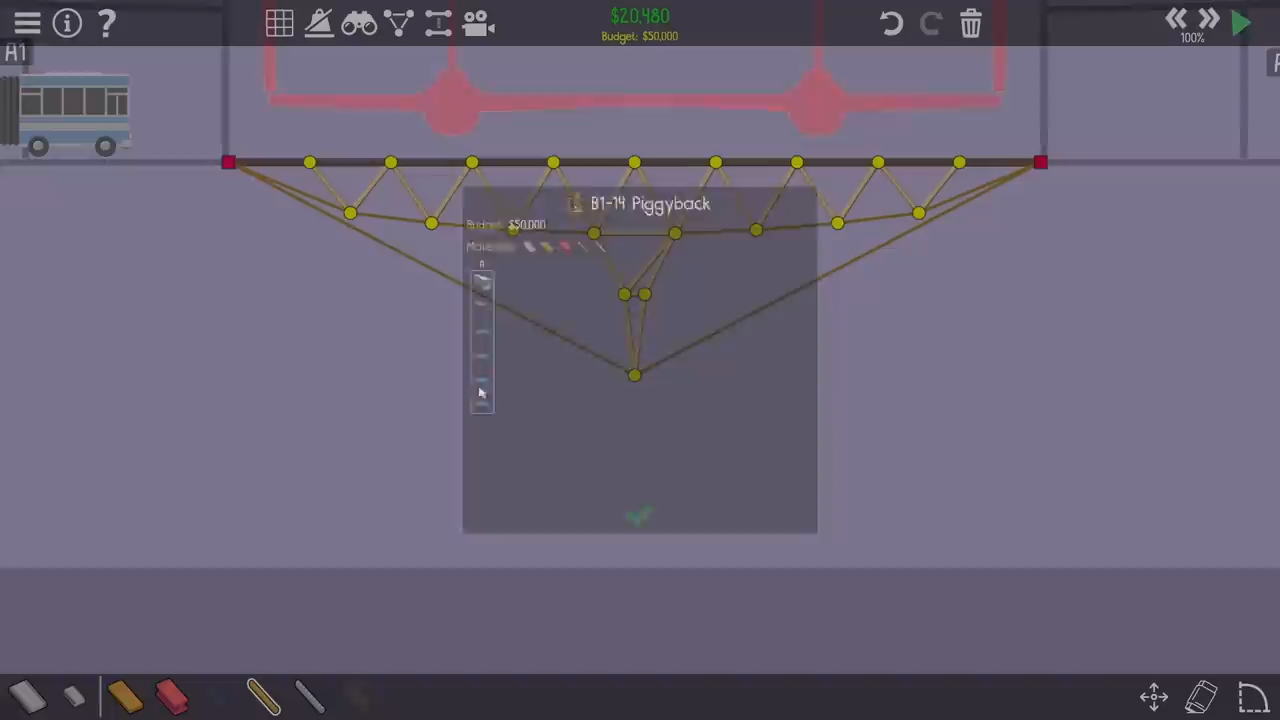 $20,480
Budget: $50,000
100%
A1
B1-14 Piggyback
Budget: $50,000
A